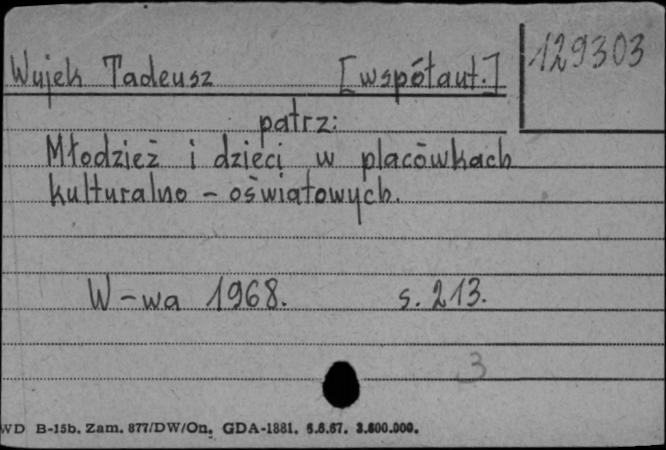 129303
Wujek Tadeusz [współaut.]
patrz:
Młodzież i dzieci w placówkach
kulturalno - oświatowych.
W-wa 1968. s. 213.
3
WD B-15b. Zam. 877/DW/On. GDA-1881. 6.6.67. 3.600.000.